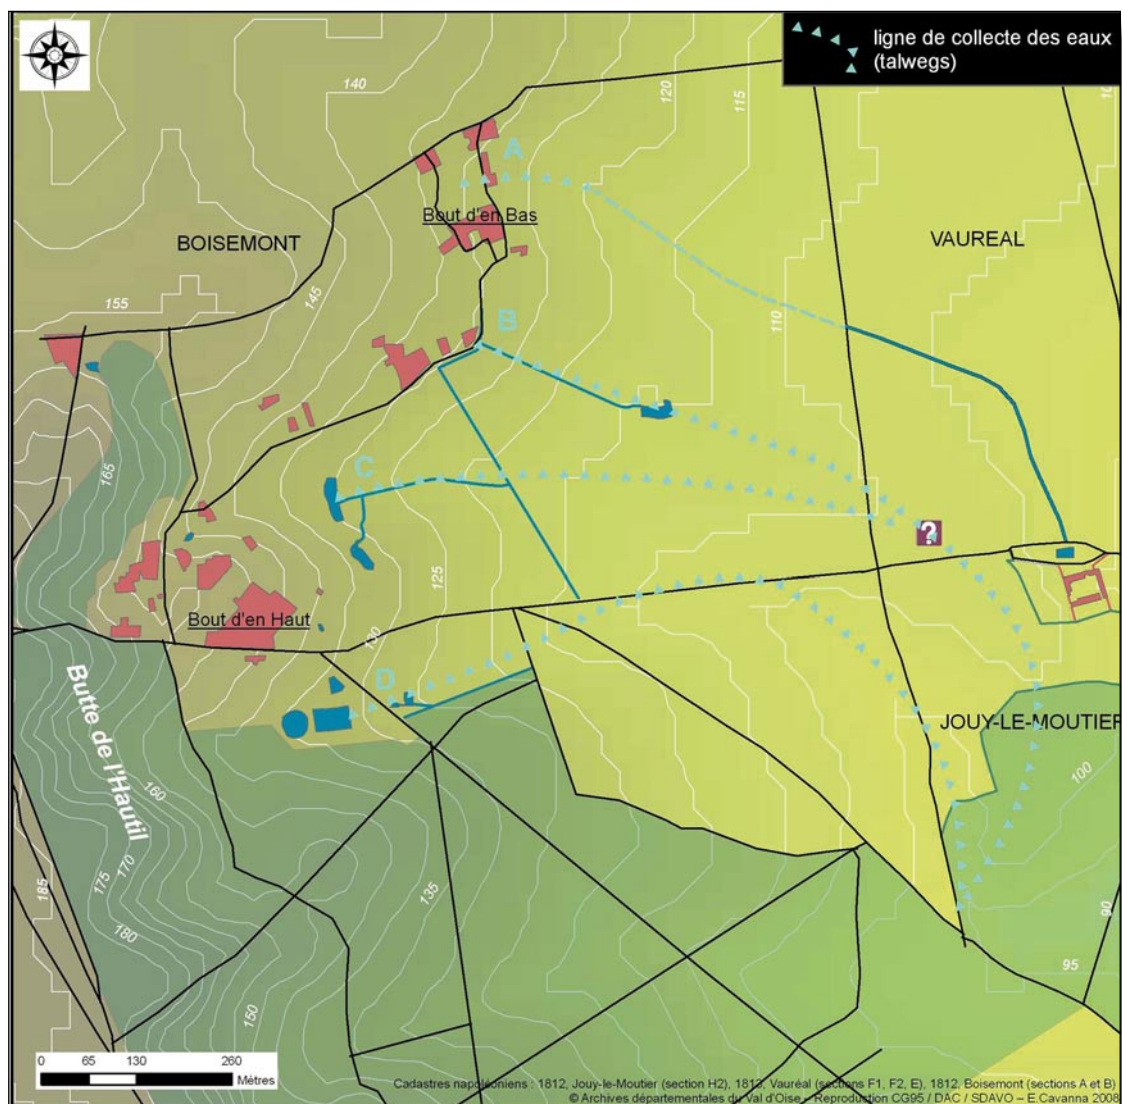 ligne de collecte des eaux
(talwegs)
140
120
115
A
Bout d'en Bas
BOISEMONT
VAUREAL
155
145
B
110
165
C
?
125
Bout d'en Haut
130
D
Butte de l'Hautil
JOUY-LE-MOUTIER
100
160
170
175
185
135
180
90
95
150
0 65 130 260
Mètres
Cadastres napoléoniens : 1812, Jouy-le-Moutier (section H2), 1813, Vauréal (sections F1, F2, E), 1812, Boisemont (sections A et B)
© Archives départementales du Val d'Oise - Reproduction CG95 / DAC / SDAVO - E.Cavanna 2008